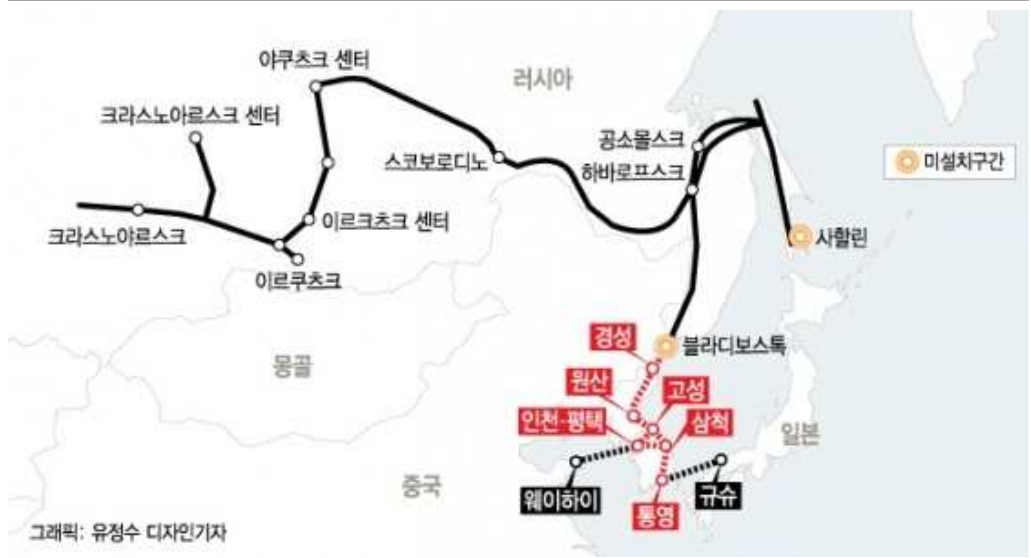 야쿠츠크 센터
러시아
크라스노아르스크 센터
공소몰스크
스코보로디노
하바로프스크
미설치구간
이르크츠크 센터
크라스노야르스크
사할린
이르쿠츠크
블라디보스톡
경성
몽골
원산
고성
인천·평택
삼척
일본
중국
웨이하이
규슈
통영
그래픽: 유정수 디자인기자